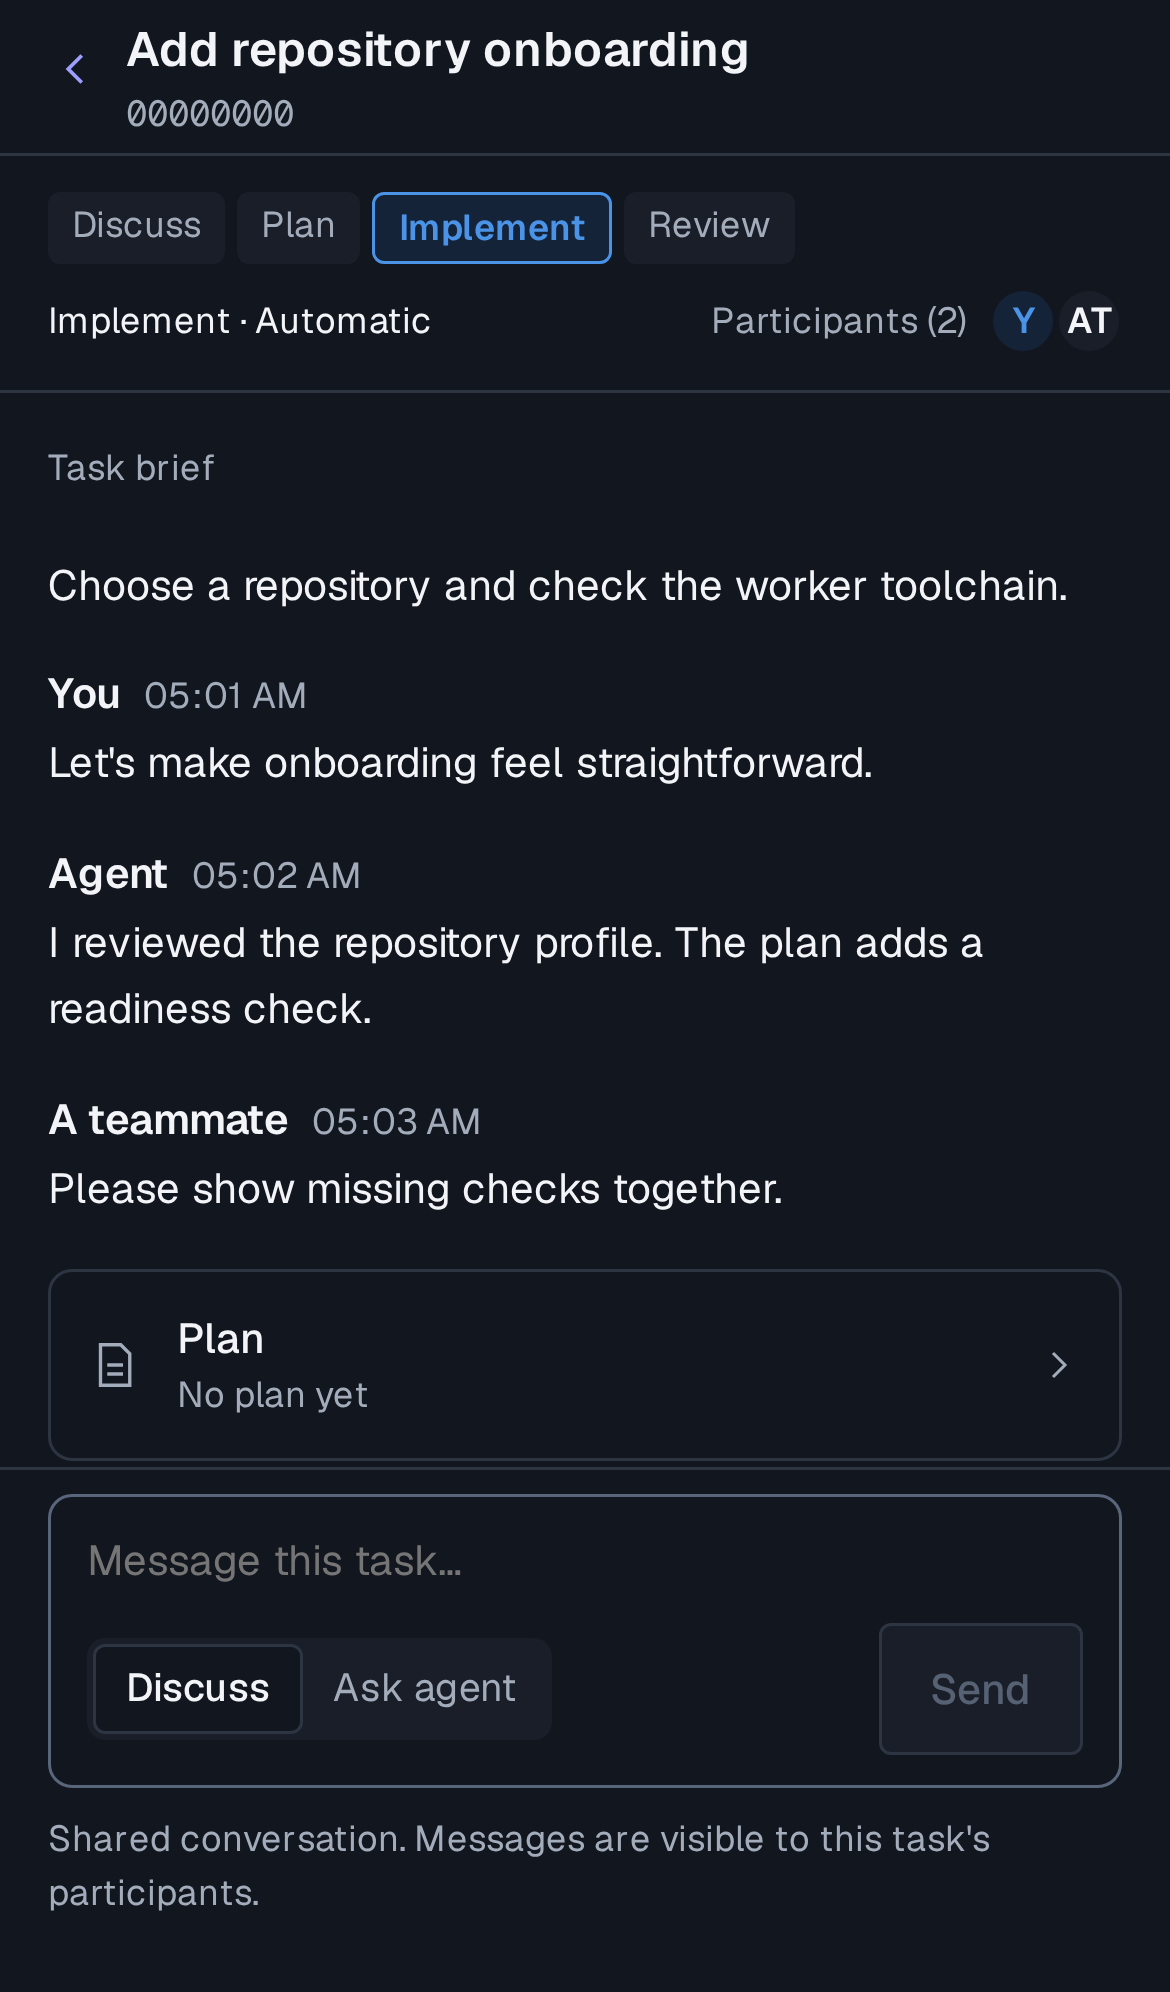 Add repository onboarding
00000000
Discuss
Plan
Implement
Review
Implement · Automatic
Participants (2)
Y
AT
Task brief
Choose a repository and check the worker toolchain.
You 05:01 AM
Let's make onboarding feel straightforward.
Agent 05:02 AM
I reviewed the repository profile. The plan adds a
readiness check.
A teammate 05:03 AM
Please show missing checks together.
Plan
No plan yet
Message this task…
Discuss
Ask agent
Send
Shared conversation. Messages are visible to this task's
participants.